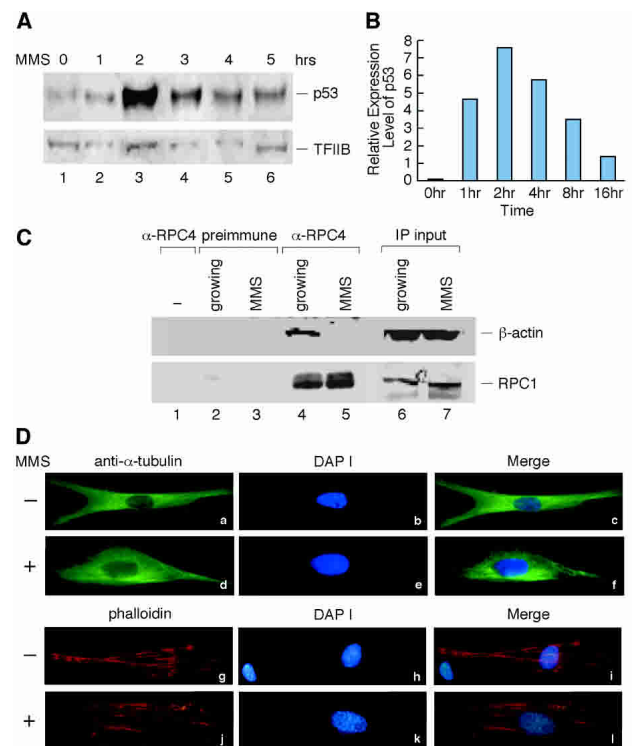 A
MMS 0 1 2 3 4 5 hrs
p53
TFIIB
1 2 3 4 5 6
B
Relative Expression
Level of p53
8
7
6
5
4
3
2
1
0
0hr 1hr 2hr 4hr 8hr 16hr
Time
C
α-RPC4 preimmune α-RPC4 IP input
– growing MMS growing MMS growing MMS
β-actin
RPC1
1 2 3 4 5 6 7
D
MMS anti-α-tubulin DAP I Merge
– a b c
+ d e f
phalloidin DAP I Merge
– g h i
+ j k l